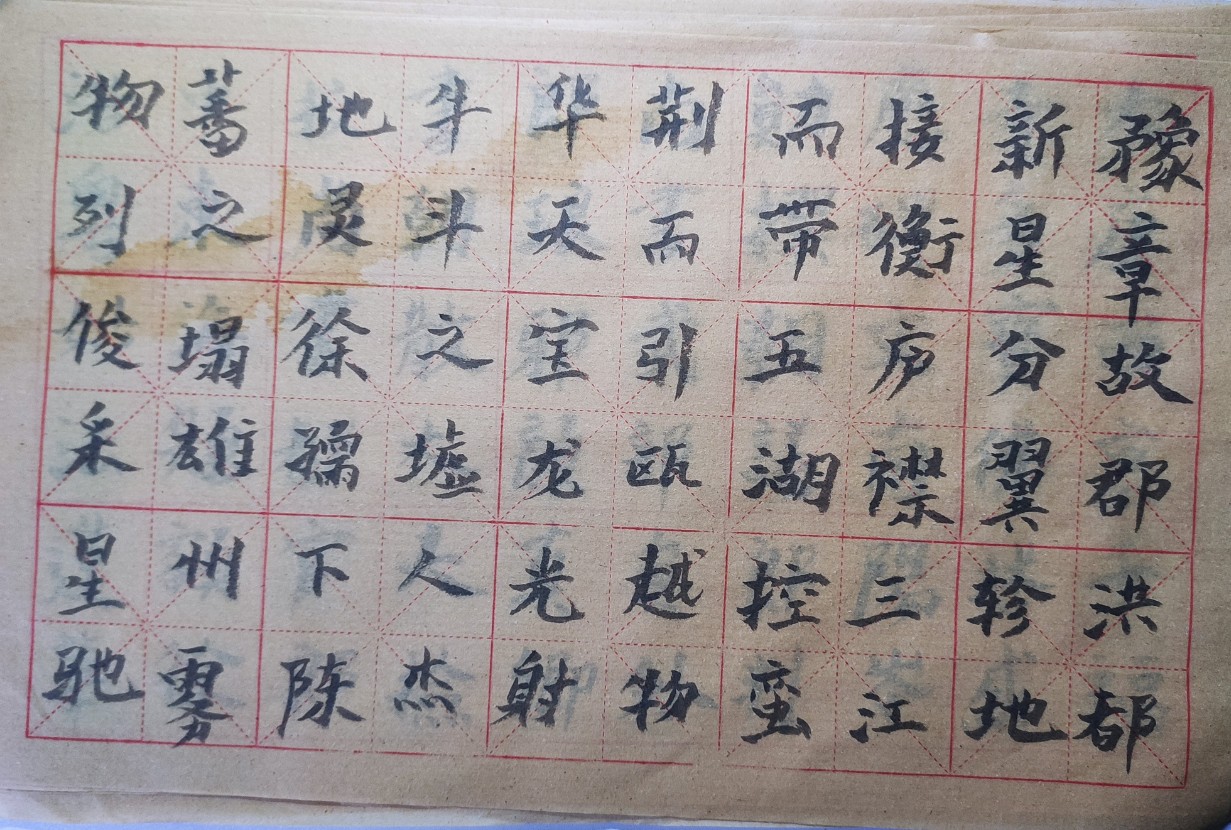 豫章故郡洪都
新星分翼轸地
接衡庐襟三江
而带五湖控蛮
荆而引瓯越物
华天宝龙光射
牛斗之墟人杰
地灵徐孺下陈
蕃之塌雄州雾
物列俊采星驰